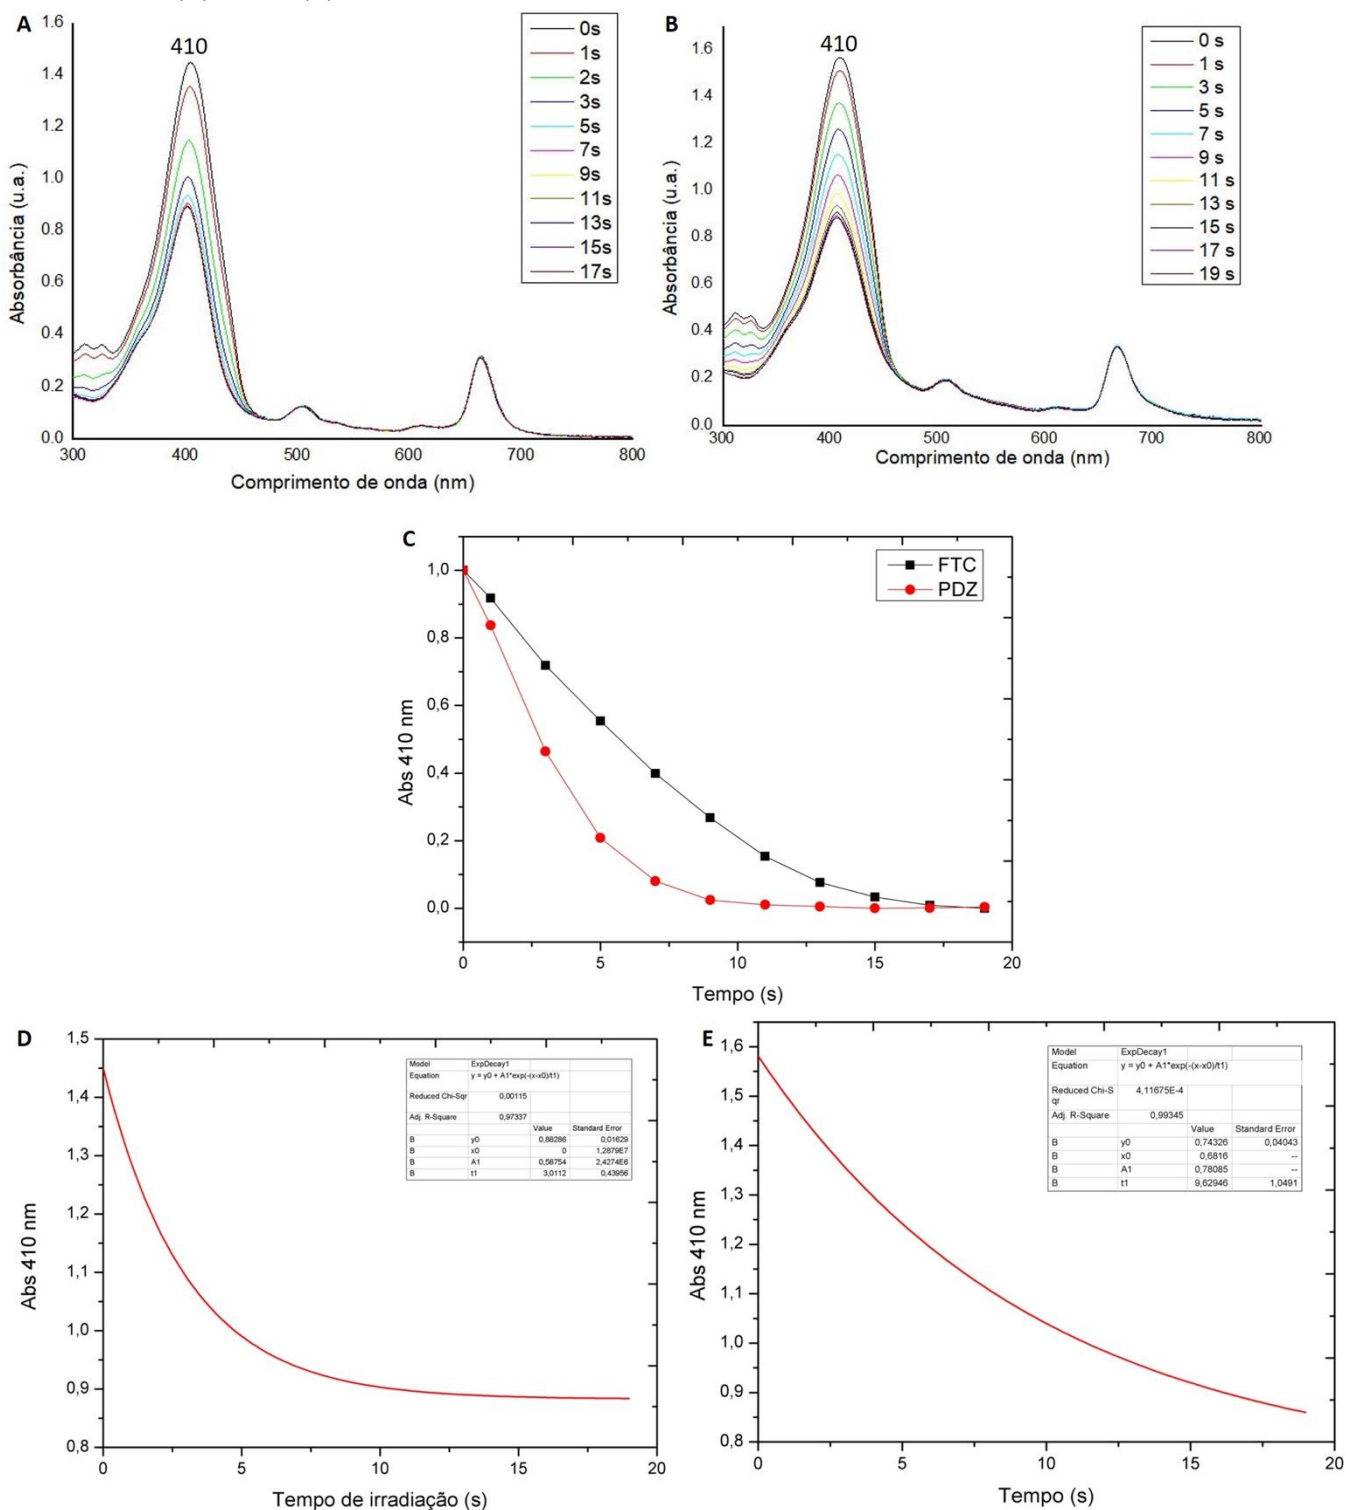 A
1.6
1.4
1.2
1.0
0.8
0.6
0.4
0.2
0.0
Absorbância (u.a.)
410
0s
1s
2s
3s
5s
7s
9s
11s
13s
15s
17s
300
400
500
600
700
800
Comprimento de onda (nm)
B
1.6
1.4
1.2
1.0
0.8
0.6
0.4
0.2
0.0
Absorbância (u.a.)
410
0 s
1 s
3 s
5 s
7 s
9 s
11 s
13 s
15 s
17 s
19 s
300
400
500
600
700
800
Comprimento de onda (nm)
C
1,0
0,8
0,6
0,4
0,2
0,0
Abs 410 nm
FTC
PDZ
0
5
10
15
20
Tempo (s)
D
1,5
1,4
1,3
1,2
1,1
1,0
0,9
0,8
Abs 410 nm
Model ExpDecay1
Equation y = y0 + A1*exp(-(x-x0)/t1)
Reduced Chi-Sqr 0,00115
Adj. R-Square 0,97337
Value Standard Error
B y0 0,88286 0,01629
B x0 0 1,2879E7
B A1 0,56754 2,4274E6
B t1 3,0112 0,43956
0
5
10
15
20
Tempo de irradiação (s)
E
1,6
1,5
1,4
1,3
1,2
1,1
1,0
0,9
0,8
Abs 410 nm
Model ExpDecay1
Equation y = y0 + A1*exp(-(x-x0)/t1)
Reduced Chi-S
qr 4,11675E-4
Adj. R-Square 0,99345
Value Standard Error
B y0 0,74326 0,04043
B x0 0,6816 --
B A1 0,78085 --
B t1 9,62946 1,0491
0
5
10
15
20
Tempo (s)